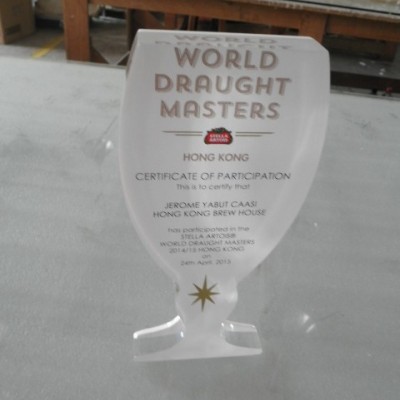 WORLD
DRAUGHT
MASTERS
STELLA
ARTOIS
HONG KONG
CERTIFICATE OF PARTICIPATION
This is to certify that
JEROME YABUT CAASI
HONG KONG BREW HOUSE
has participated in the
STELLA ARTOIS®
WORLD DRAUGHT MASTERS
2014/15 HONG KONG
on
24th April, 2015